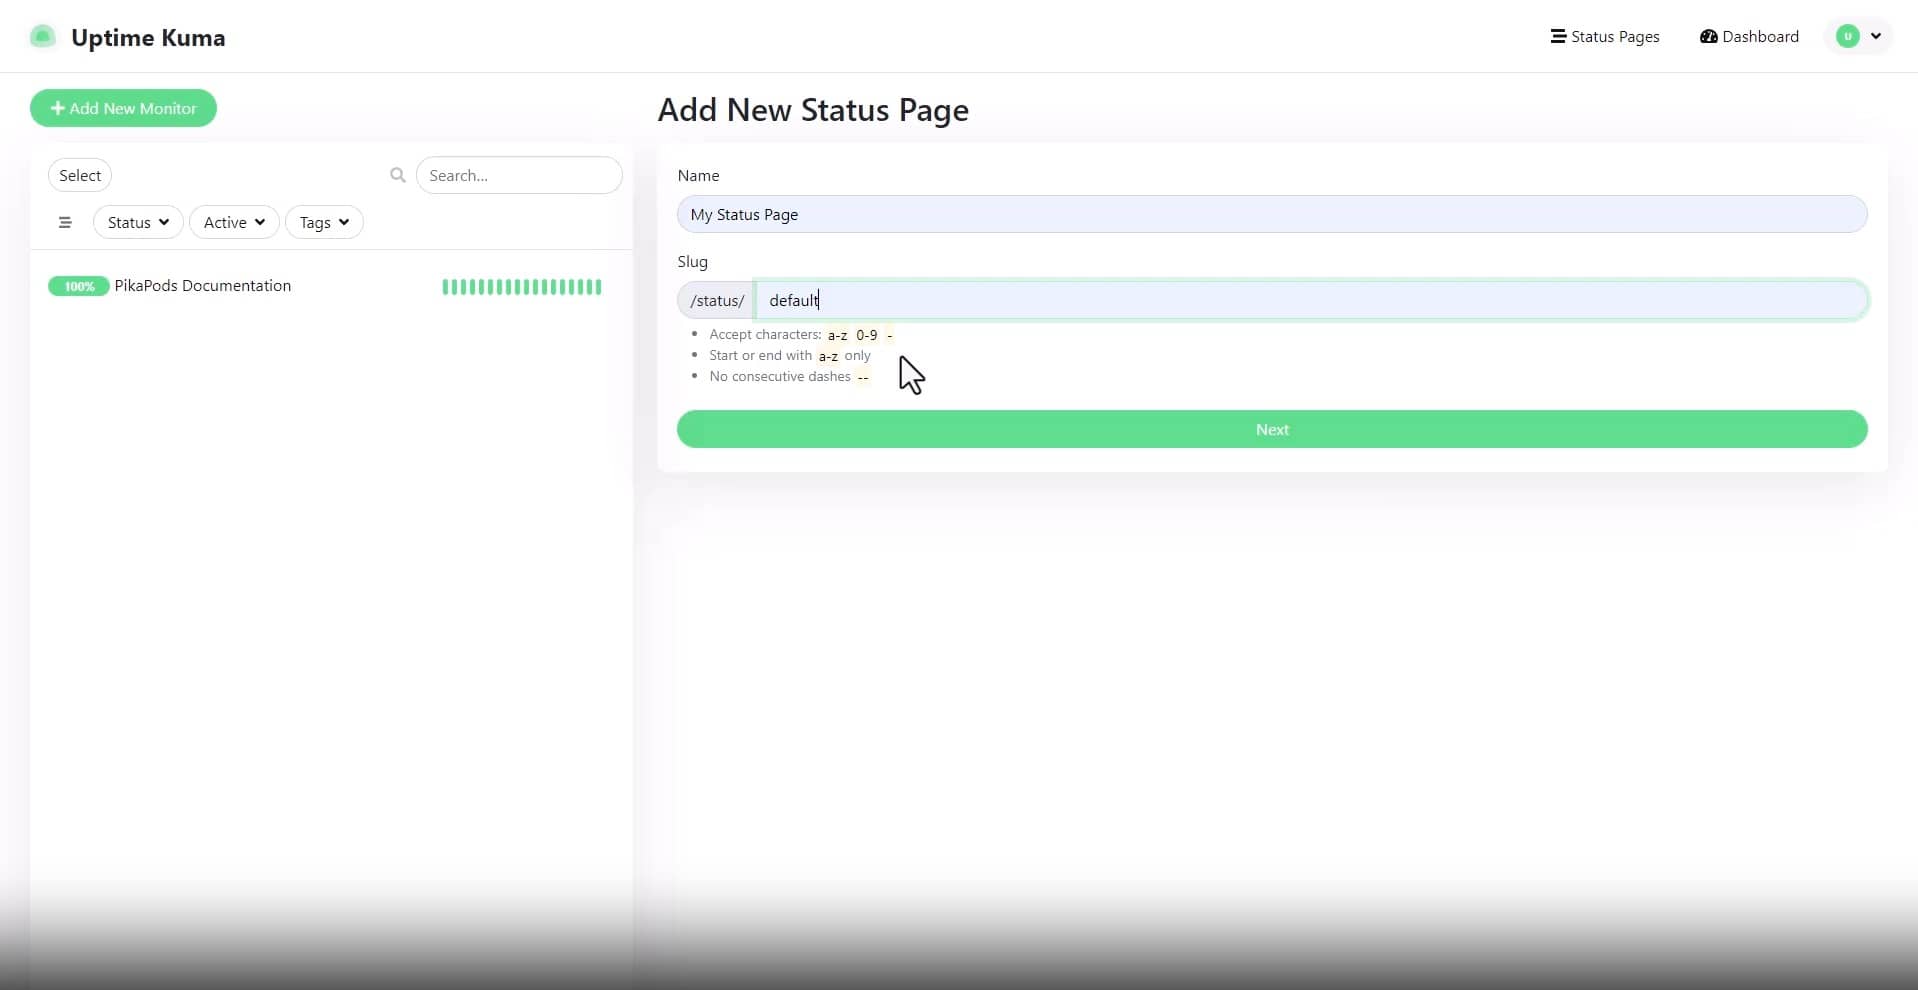 Uptime Kuma
Status Pages
Dashboard
U
Add New Monitor
Select
Search...
Status
Active
Tags
100%
PikaPods Documentation
Add New Status Page
Name
My Status Page
Slug
/status/ default
Accept characters: a-z 0-9 -
Start or end with a-z only
No consecutive dashes --
Next